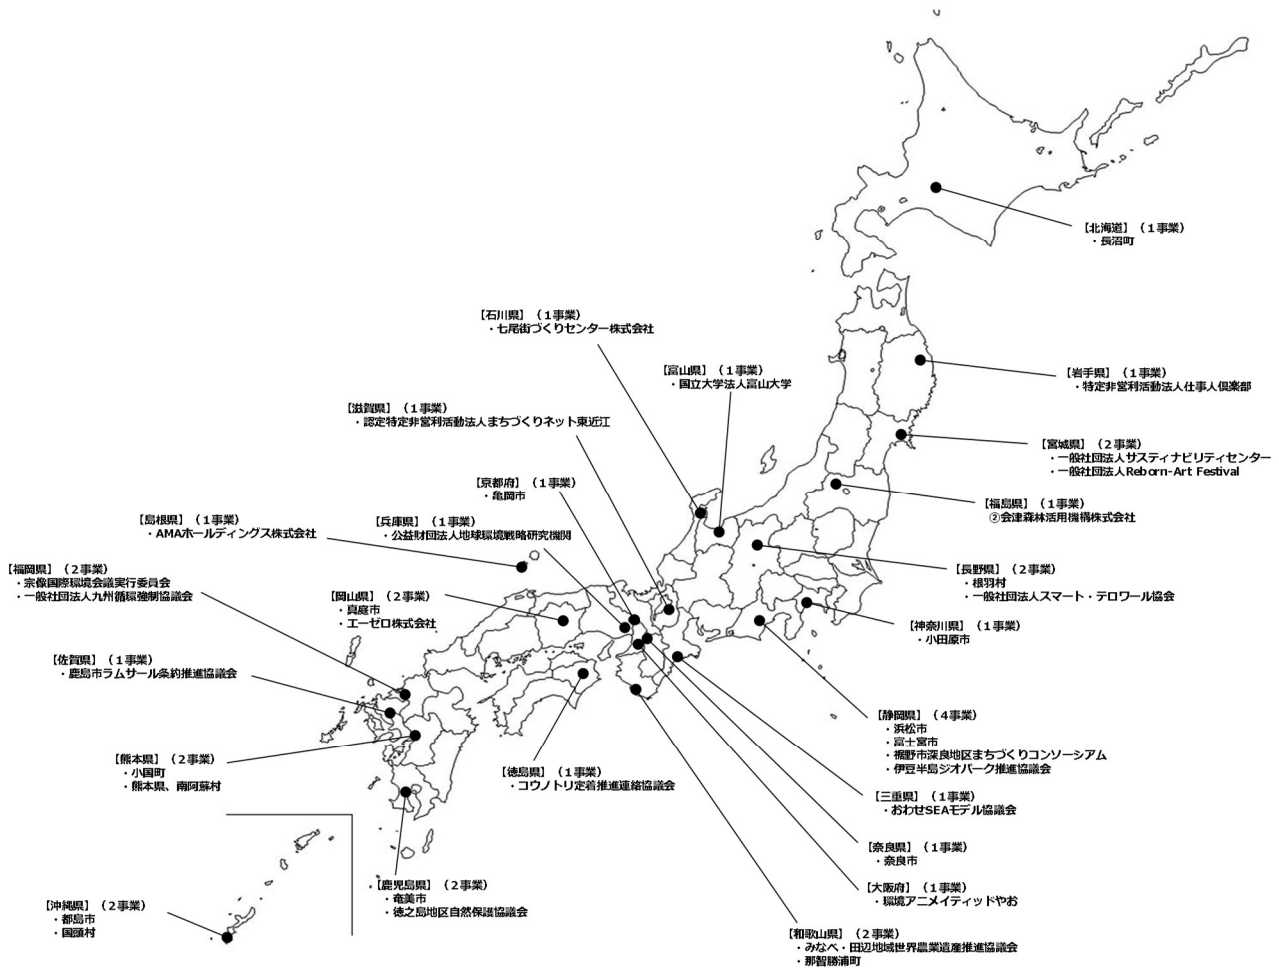 【北海道】（１事業）
・長沼町
【石川県】（１事業）
・七尾街づくりセンター株式会社
【富山県】（１事業）
・国立大学法人富山大学
【岩手県】（１事業）
・特定非営利活動法人仕事人倶楽部
【滋賀県】（１事業）
・認定特定非営利活動法人まちづくりネット東近江
【宮城県】（２事業）
・一般社団法人サスティナビリティセンター
・一般社団法人Reborn-Art Festival
【京都府】（１事業）
・亀岡市
【福島県】（１事業）
②会津森林活用機構株式会社
【島根県】（１事業）
・AMAホールディングス株式会社
【兵庫県】（１事業）
・公益財団法人地球環境戦略研究機関
【福岡県】（２事業）
・宗像国際環境会議実行委員会
・一般社団法人九州循環強制協議会
【長野県】（２事業）
・根羽村
・一般社団法人スマート・テロワール協会
【岡山県】（２事業）
・真庭市
・エーゼロ株式会社
【神奈川県】（１事業）
・小田原市
【佐賀県】（１事業）
・鹿島市ラムサール条約推進協議会
【静岡県】（４事業）
・浜松市
・富士宮市
・裾野市深良地区まちづくりコンソーシアム
・伊豆半島ジオパーク推進協議会
【熊本県】（２事業）
・小国町
・熊本県、南阿蘇村
【徳島県】（１事業）
・コウノトリ定着推進連絡協議会
【三重県】（１事業）
・おわせSEAモデル協議会
【奈良県】（１事業）
・奈良市
【鹿児島県】（２事業）
・奄美市
・徳之島地区自然保護協議会
【大阪府】（１事業）
・環境アニメイティッドやお
【沖縄県】（２事業）
・都島市
・国頭村
【和歌山県】（２事業）
・みなべ・田辺地域世界農業遺産推進協議会
・那智勝浦町